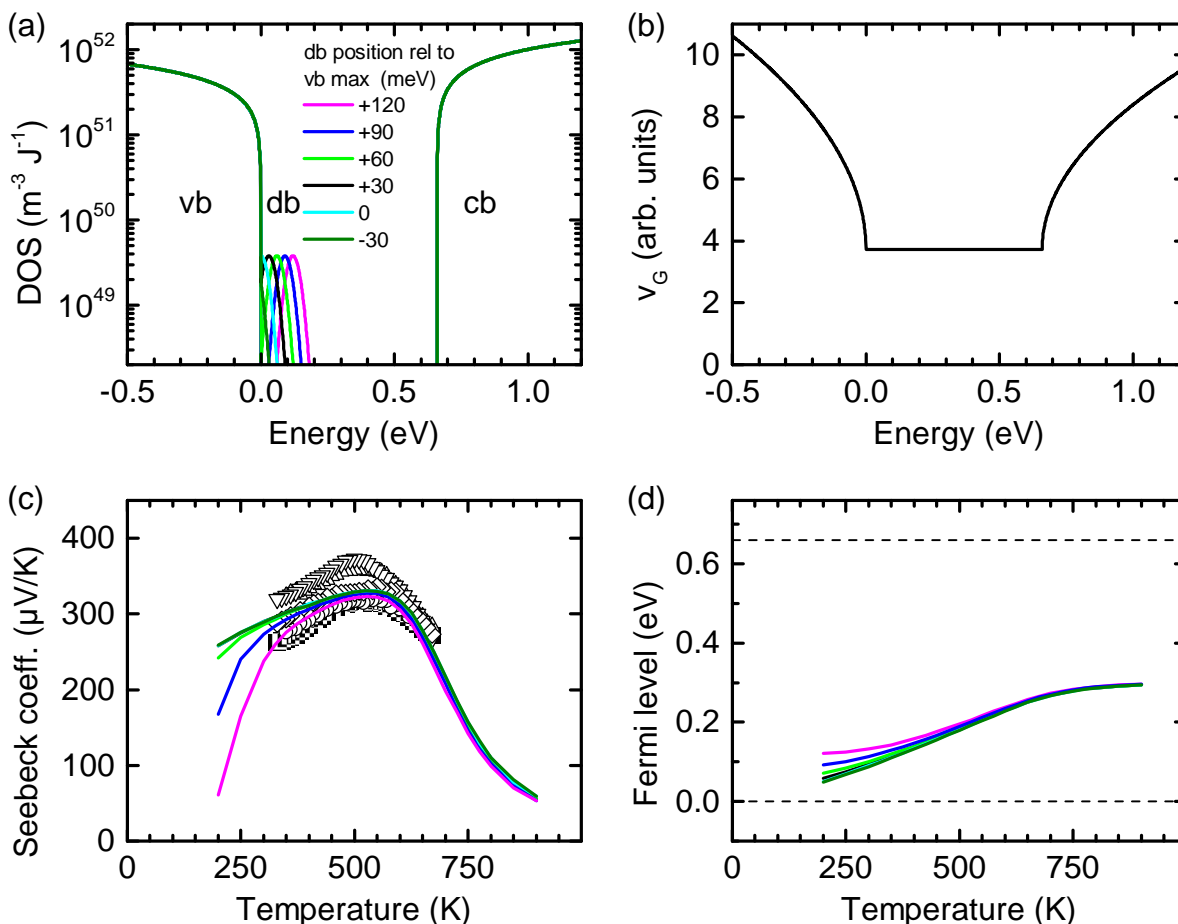 (a)
10^52
10^51
10^50
10^49
DOS (m^-3 J^-1)
db position rel to
vb max (meV)
+120
+90
+60
+30
0
-30
vb
db
cb
-0.5
0.0
0.5
1.0
Energy (eV)
(b)
10
8
6
4
2
0
v_G (arb. units)
-0.5
0.0
0.5
1.0
Energy (eV)
(c)
400
300
200
100
0
Seebeck coeff. (µV/K)
0
250
500
750
Temperature (K)
(d)
0.6
0.4
0.2
0.0
Fermi level (eV)
0
250
500
750
Temperature (K)